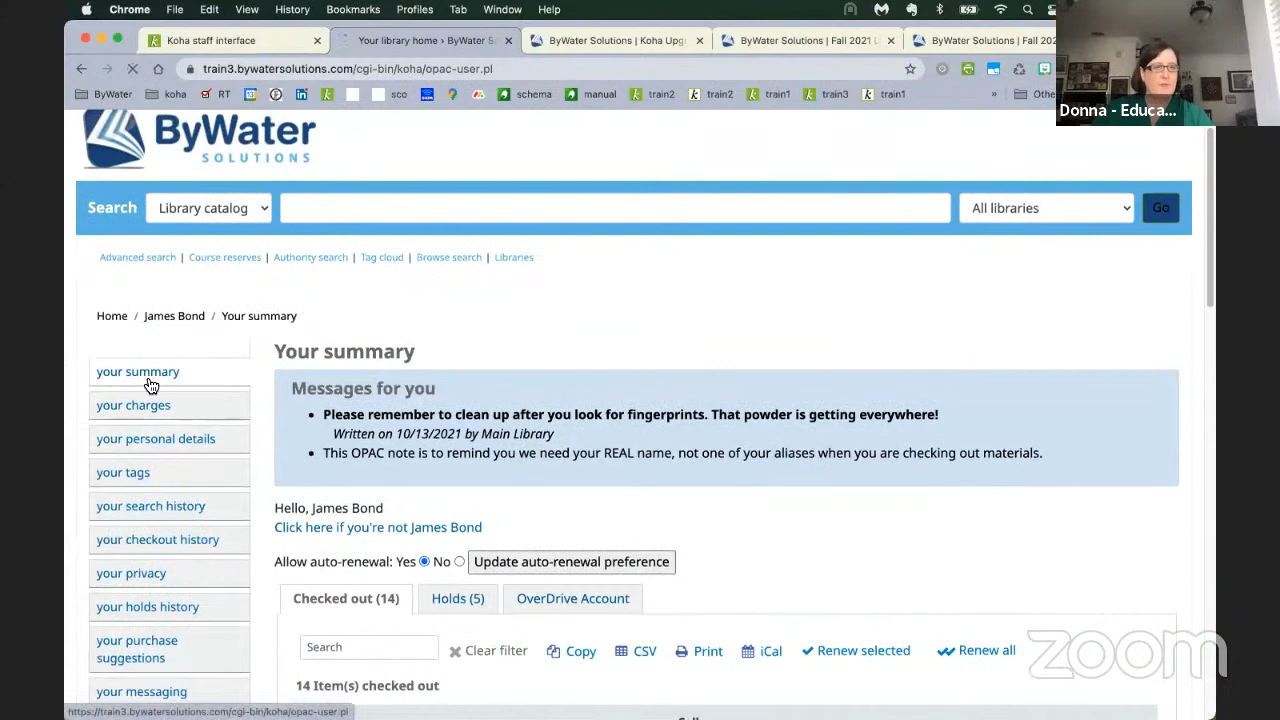 Chrome File Edit View History Bookmarks Profiles Tab Window Help
Koha staff interface
Your library home › ByWater S
ByWater Solutions | Koha Upg
ByWater Solutions | Fall 2021 U
ByWater Solutions | Fall 202
train3.bywatersolutions.com/cgi-bin/koha/opac-user.pl
ByWater koha RT sco schema manual train2 train2 train1 train3 train1 » Othe
Donna - Educa...
ByWater
SOLUTIONS
Search Library catalog All libraries Go
Advanced search | Course reserves | Authority search | Tag cloud | Browse search | Libraries
Home / James Bond / Your summary
your summary
your charges
your personal details
your tags
your search history
your checkout history
your privacy
your holds history
your purchase
suggestions
your messaging
Your summary
Messages for you
• Please remember to clean up after you look for fingerprints. That powder is getting everywhere!
Written on 10/13/2021 by Main Library
• This OPAC note is to remind you we need your REAL name, not one of your aliases when you are checking out materials.
Hello, James Bond
Click here if you're not James Bond
Allow auto-renewal: Yes No Update auto-renewal preference
Checked out (14) Holds (5) OverDrive Account
Search Clear filter Copy CSV Print iCal Renew selected Renew all
14 Item(s) checked out
zoom
https://train3.bywatersolutions.com/cgi-bin/koha/opac-user.pl